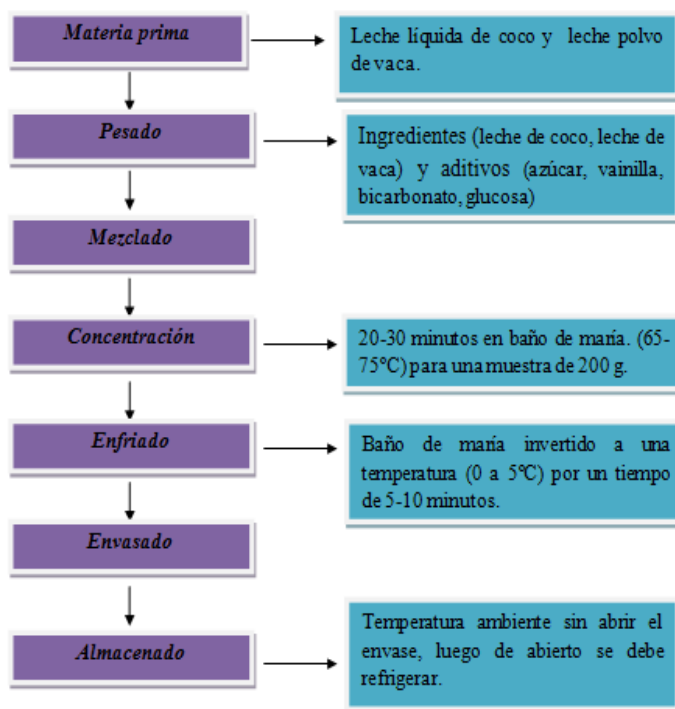 Materia prima
Leche líquida de coco y leche polvo
de vaca.
Pesado
Ingredientes (leche de coco, leche de
vaca) y aditivos (azúcar, vainilla,
bicarbonato, glucosa)
Mezclado
Concentración
20-30 minutos en baño de maría. (65-
75°C) para una muestra de 200 g.
Enfriado
Baño de maría invertido a una
temperatura (0 a 5°C) por un tiempo
de 5-10 minutos.
Envasado
Almacenado
Temperatura ambiente sin abrir el
envase, luego de abierto se debe
refrigerar.